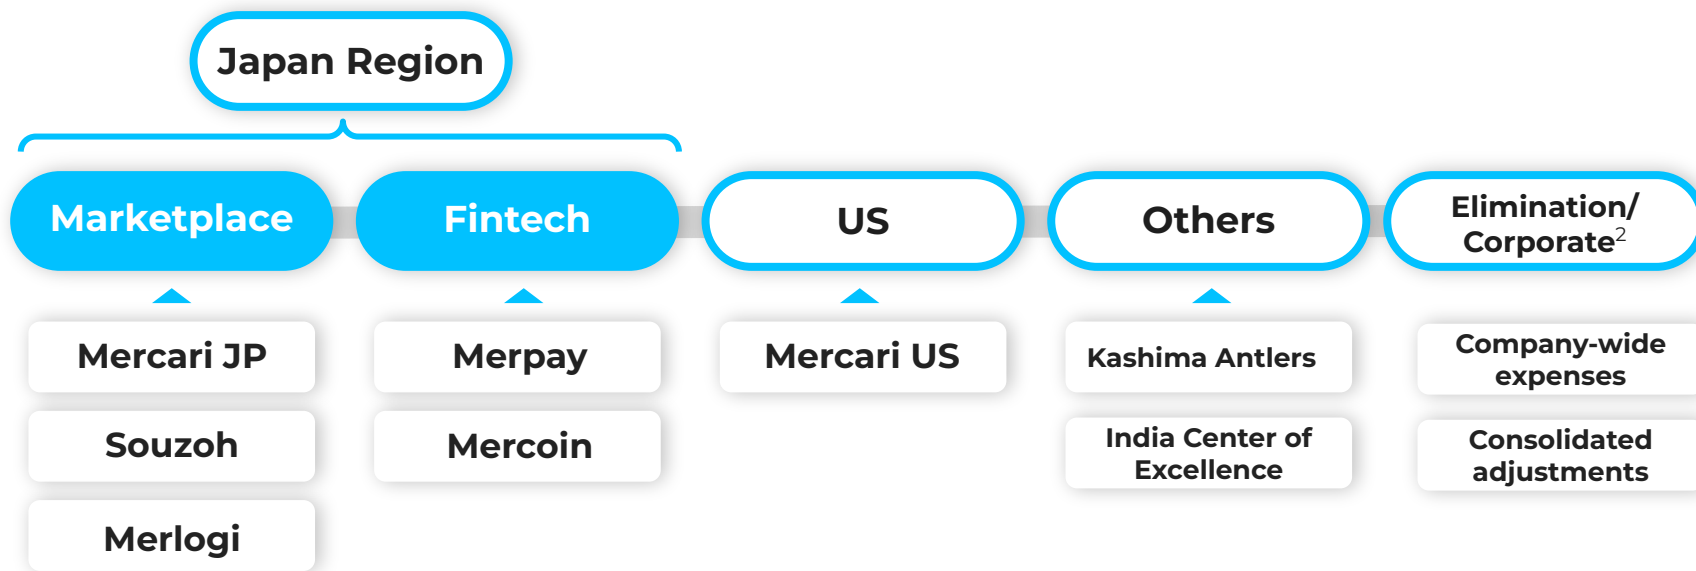 Japan Region
Marketplace
Fintech
US
Others
Elimination/
Corporate2
Mercari JP
Merpay
Mercari US
Kashima Antlers
Company-wide
expenses
Souzoh
Mercoin
India Center of
Excellence
Consolidated
adjustments
Merlogi